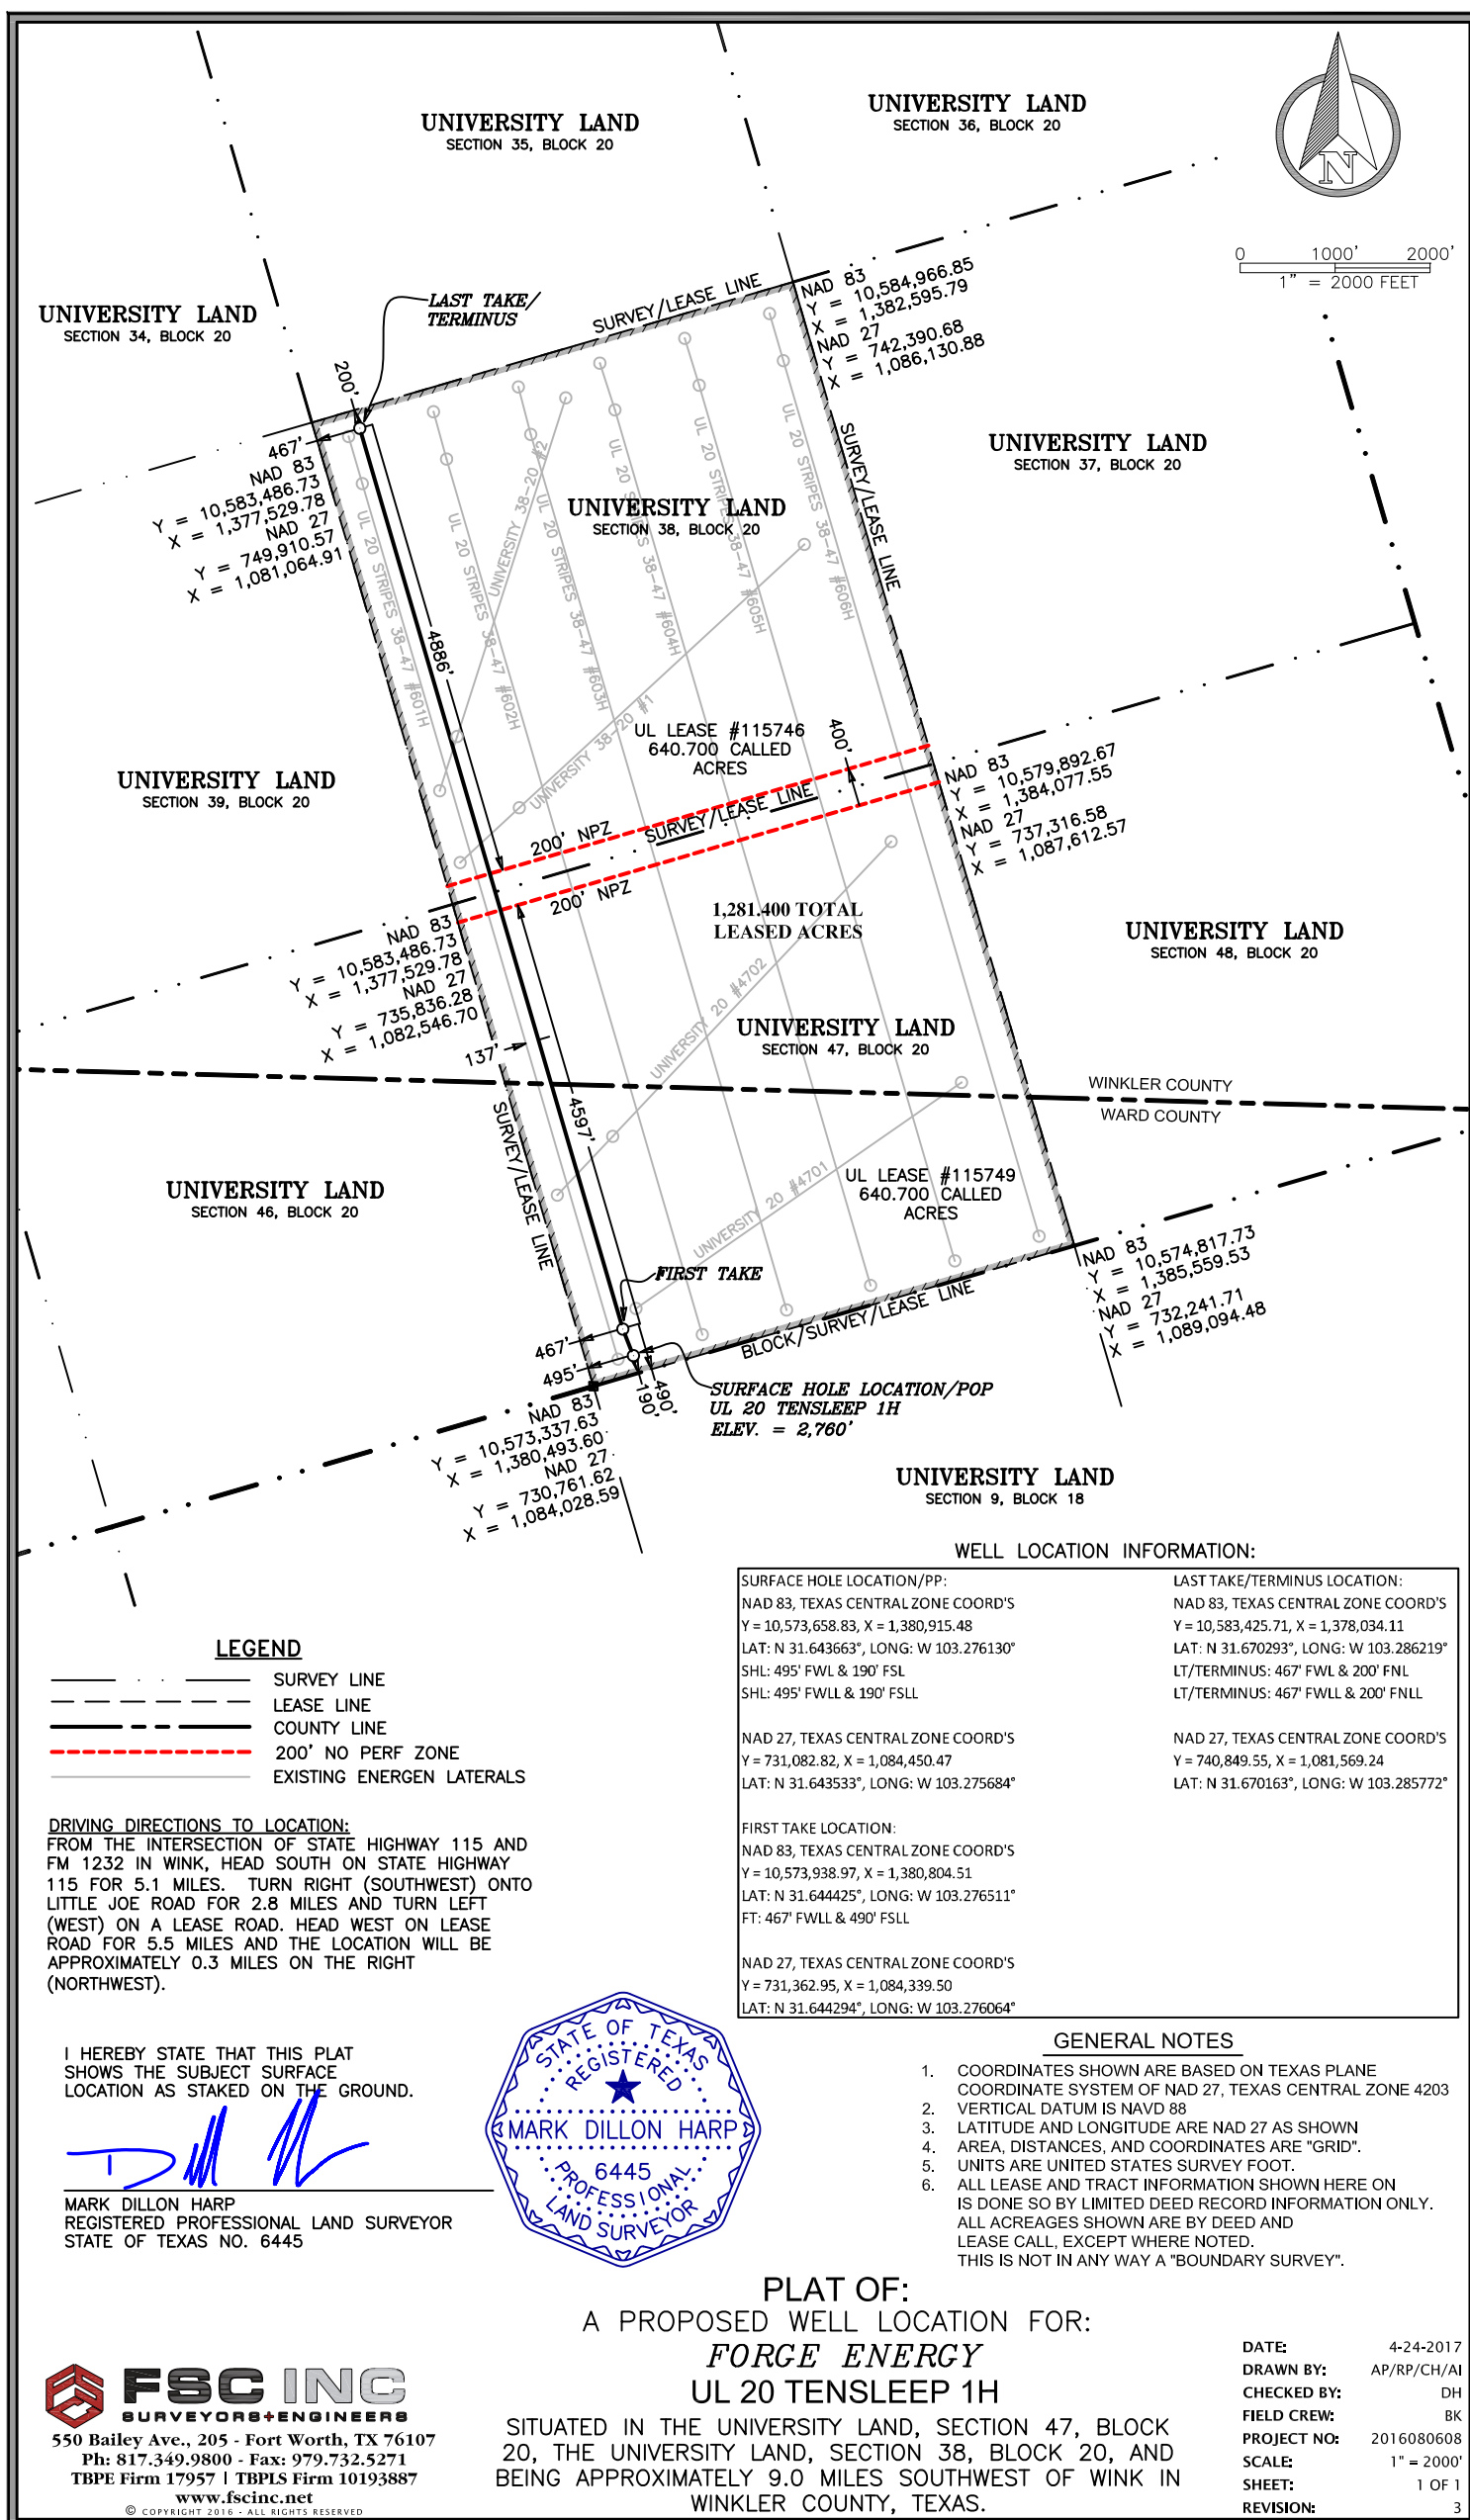 UNIVERSITY LAND
SECTION 35, BLOCK 20
UNIVERSITY LAND
SECTION 36, BLOCK 20
N
0 1000' 2000'
1" = 2000 FEET
UNIVERSITY LAND
SECTION 34, BLOCK 20
LAST TAKE/
TERMINUS
SURVEY/LEASE LINE
NAD 83
Y = 10,584,966.85
X = 1,382,595.79
NAD 27
Y = 742,390.68
X = 1,086,130.88
200'
467'
NAD 83
Y = 10,583,486.73
X = 1,377,529.78
NAD 27
Y = 749,910.57
X = 1,081,064.91
SURVEY/LEASE LINE
UNIVERSITY LAND
SECTION 37, BLOCK 20
UNIVERSITY LAND
SECTION 38, BLOCK 20
UL 20 STRIPES 38-47 #601H
UL 20 STRIPES 38-47 #602H
UNIVERSITY 38-20 #2
UL 20 STRIPES 38-47 #603H
UL 20 STRIPES 38-47 #604H
UL 20 STRIPES 38-47 #605H
UL 20 STRIPES 38-47 #606H
4886'
UNIVERSITY 38-20 #1
UL LEASE #115746
640.700 CALLED
ACRES
400'
UNIVERSITY LAND
SECTION 39, BLOCK 20
200' NPZ
SURVEY/LEASE LINE
200' NPZ
NAD 83
Y = 10,579,892.67
X = 1,384,077.55
NAD 27
Y = 737,316.58
X = 1,087,612.57
NAD 83
Y = 10,583,486.73
X = 1,377,529.78
NAD 27
Y = 735,836.28
X = 1,082,546.70
1,281.400 TOTAL
LEASED ACRES
UNIVERSITY LAND
SECTION 48, BLOCK 20
UNIVERSITY 20 #4702
UNIVERSITY LAND
SECTION 47, BLOCK 20
137'
WINKLER COUNTY
WARD COUNTY
4597'
SURVEY/LEASE LINE
UNIVERSITY LAND
SECTION 46, BLOCK 20
UNIVERSITY 20 #4701
UL LEASE #115749
640.700 CALLED
ACRES
FIRST TAKE
BLOCK/SURVEY/LEASE LINE
NAD 83
Y = 10,574,817.73
X = 1,385,559.53
NAD 27
Y = 732,241.71
X = 1,089,094.48
467'
495'
190'
490'
SURFACE HOLE LOCATION/POP
UL 20 TENSLEEP 1H
ELEV. = 2,760'
NAD 83
Y = 10,573,337.63
X = 1,380,493.60
NAD 27
Y = 730,761.62
X = 1,084,028.59
UNIVERSITY LAND
SECTION 9, BLOCK 18
WELL LOCATION INFORMATION:
SURFACE HOLE LOCATION/PP:
NAD 83, TEXAS CENTRAL ZONE COORD'S
Y = 10,573,658.83, X = 1,380,915.48
LAT: N 31.643663°, LONG: W 103.276130°
SHL: 495' FWL & 190' FSL
SHL: 495' FWLL & 190' FSLL
NAD 27, TEXAS CENTRAL ZONE COORD'S
Y = 731,082.82, X = 1,084,450.47
LAT: N 31.643533°, LONG: W 103.275684°
FIRST TAKE LOCATION:
NAD 83, TEXAS CENTRAL ZONE COORD'S
Y = 10,573,938.97, X = 1,380,804.51
LAT: N 31.644425°, LONG: W 103.276511°
FT: 467' FWLL & 490' FSLL
NAD 27, TEXAS CENTRAL ZONE COORD'S
Y = 731,362.95, X = 1,084,339.50
LAT: N 31.644294°, LONG: W 103.276064°
LAST TAKE/TERMINUS LOCATION:
NAD 83, TEXAS CENTRAL ZONE COORD'S
Y = 10,583,425.71, X = 1,378,034.11
LAT: N 31.670293°, LONG: W 103.286219°
LT/TERMINUS: 467' FWL & 200' FNL
LT/TERMINUS: 467' FWLL & 200' FNLL
NAD 27, TEXAS CENTRAL ZONE COORD'S
Y = 740,849.55, X = 1,081,569.24
LAT: N 31.670163°, LONG: W 103.285772°
LEGEND
SURVEY LINE
LEASE LINE
COUNTY LINE
200' NO PERF ZONE
EXISTING ENERGEN LATERALS
DRIVING DIRECTIONS TO LOCATION:
FROM THE INTERSECTION OF STATE HIGHWAY 115 AND
FM 1232 IN WINK, HEAD SOUTH ON STATE HIGHWAY
115 FOR 5.1 MILES. TURN RIGHT (SOUTHWEST) ONTO
LITTLE JOE ROAD FOR 2.8 MILES AND TURN LEFT
(WEST) ON A LEASE ROAD. HEAD WEST ON LEASE
ROAD FOR 5.5 MILES AND THE LOCATION WILL BE
APPROXIMATELY 0.3 MILES ON THE RIGHT
(NORTHWEST).
I HEREBY STATE THAT THIS PLAT
SHOWS THE SUBJECT SURFACE
LOCATION AS STAKED ON THE GROUND.
MARK DILLON HARP
REGISTERED PROFESSIONAL LAND SURVEYOR
STATE OF TEXAS NO. 6445
STATE OF TEXAS
REGISTERED
MARK DILLON HARP
6445
PROFESSIONAL
LAND SURVEYOR
GENERAL NOTES
1. COORDINATES SHOWN ARE BASED ON TEXAS PLANE
COORDINATE SYSTEM OF NAD 27, TEXAS CENTRAL ZONE 4203
2. VERTICAL DATUM IS NAVD 88
3. LATITUDE AND LONGITUDE ARE NAD 27 AS SHOWN
4. AREA, DISTANCES, AND COORDINATES ARE "GRID".
5. UNITS ARE UNITED STATES SURVEY FOOT.
6. ALL LEASE AND TRACT INFORMATION SHOWN HERE ON
IS DONE SO BY LIMITED DEED RECORD INFORMATION ONLY.
ALL ACREAGES SHOWN ARE BY DEED AND
LEASE CALL, EXCEPT WHERE NOTED.
THIS IS NOT IN ANY WAY A "BOUNDARY SURVEY".
PLAT OF:
A PROPOSED WELL LOCATION FOR:
FORGE ENERGY
UL 20 TENSLEEP 1H
SITUATED IN THE UNIVERSITY LAND, SECTION 47, BLOCK
20, THE UNIVERSITY LAND, SECTION 38, BLOCK 20, AND
BEING APPROXIMATELY 9.0 MILES SOUTHWEST OF WINK IN
WINKLER COUNTY, TEXAS.
FSC INC
SURVEYORS+ENGINEERS
550 Bailey Ave., 205 - Fort Worth, TX 76107
Ph: 817.349.9800 - Fax: 979.732.5271
TBPE Firm 17957 | TBPLS Firm 10193887
www.fscinc.net
© COPYRIGHT 2016 - ALL RIGHTS RESERVED
DATE: 4-24-2017
DRAWN BY: AP/RP/CH/AI
CHECKED BY: DH
FIELD CREW: BK
PROJECT NO: 2016080608
SCALE: 1" = 2000'
SHEET: 1 OF 1
REVISION: 3